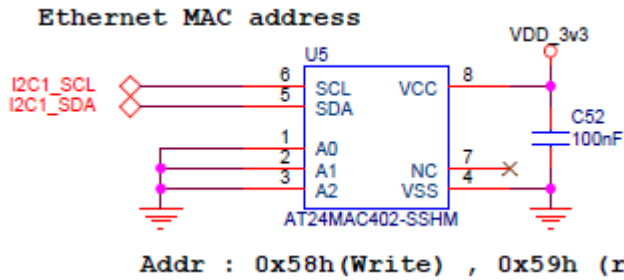 Ethernet MAC address
VDD_3v3
U5
I2C1_SCL
I2C1_SDA
6
5
SCL
SDA
VCC
8
C52
100nF
1
2
3
A0
A1
A2
NC
VSS
7
4
AT24MAC402-SSHM
Addr : 0x58h(Write) , 0x59h (r